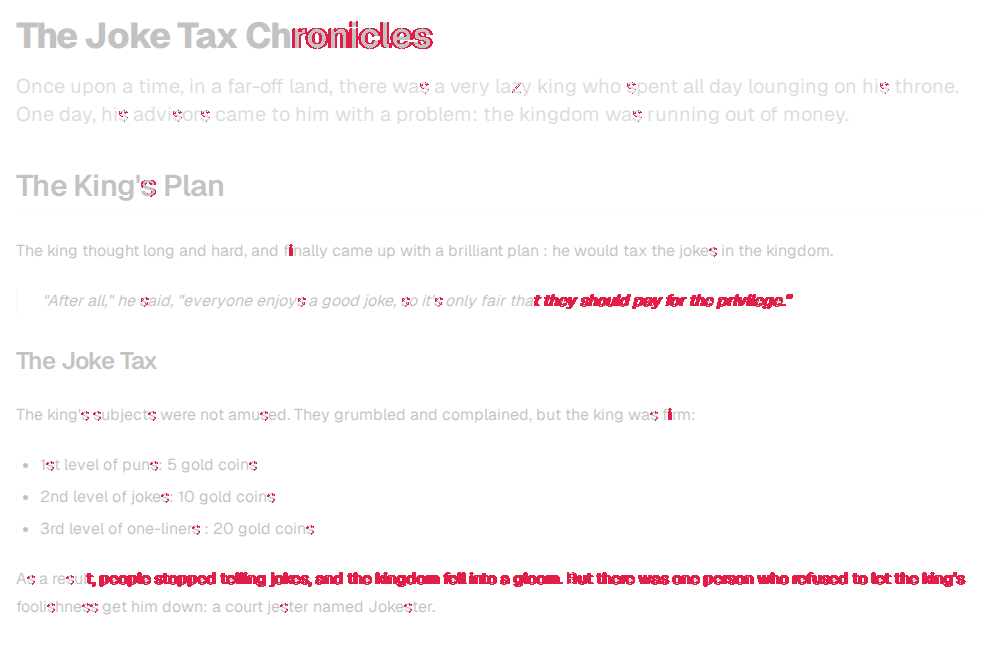 The Joke Tax Chronicles
Once upon a time, in a far-off land, there was a very lazy king who spent all day lounging on his throne.
One day, his advisors came to him with a problem: the kingdom was running out of money.
The King's Plan
The king thought long and hard, and finally came up with a brilliant plan : he would tax the jokes in the kingdom.
"After all," he said, "everyone enjoys a good joke, so it's only fair that they should pay for the privilege."
The Joke Tax
The king's subjects were not amused. They grumbled and complained, but the king was firm:
• 1st level of puns: 5 gold coins
• 2nd level of jokes: 10 gold coins
• 3rd level of one-liners : 20 gold coins
As a result, people stopped telling jokes, and the kingdom fell into a gloom. But there was one person who refused to let the king's
foolishness get him down: a court jester named Jokester.